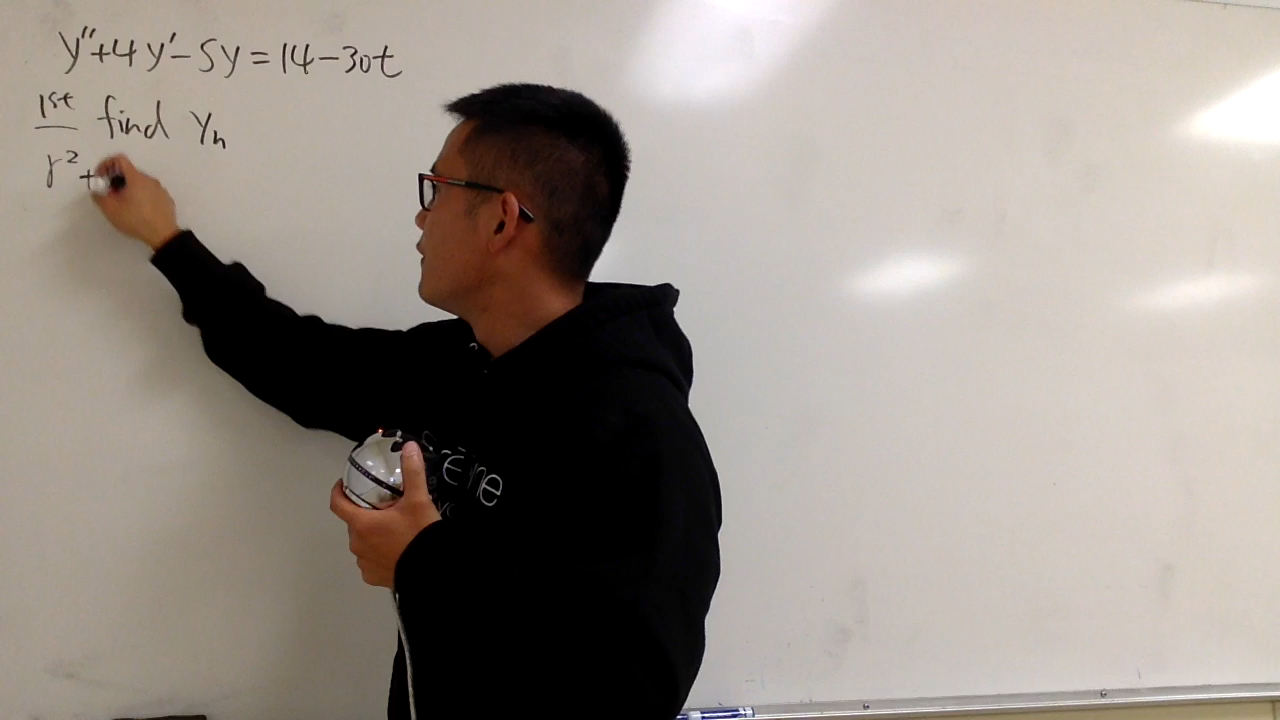 y''+4y'-5y=14-30t
1st find yh
r²+